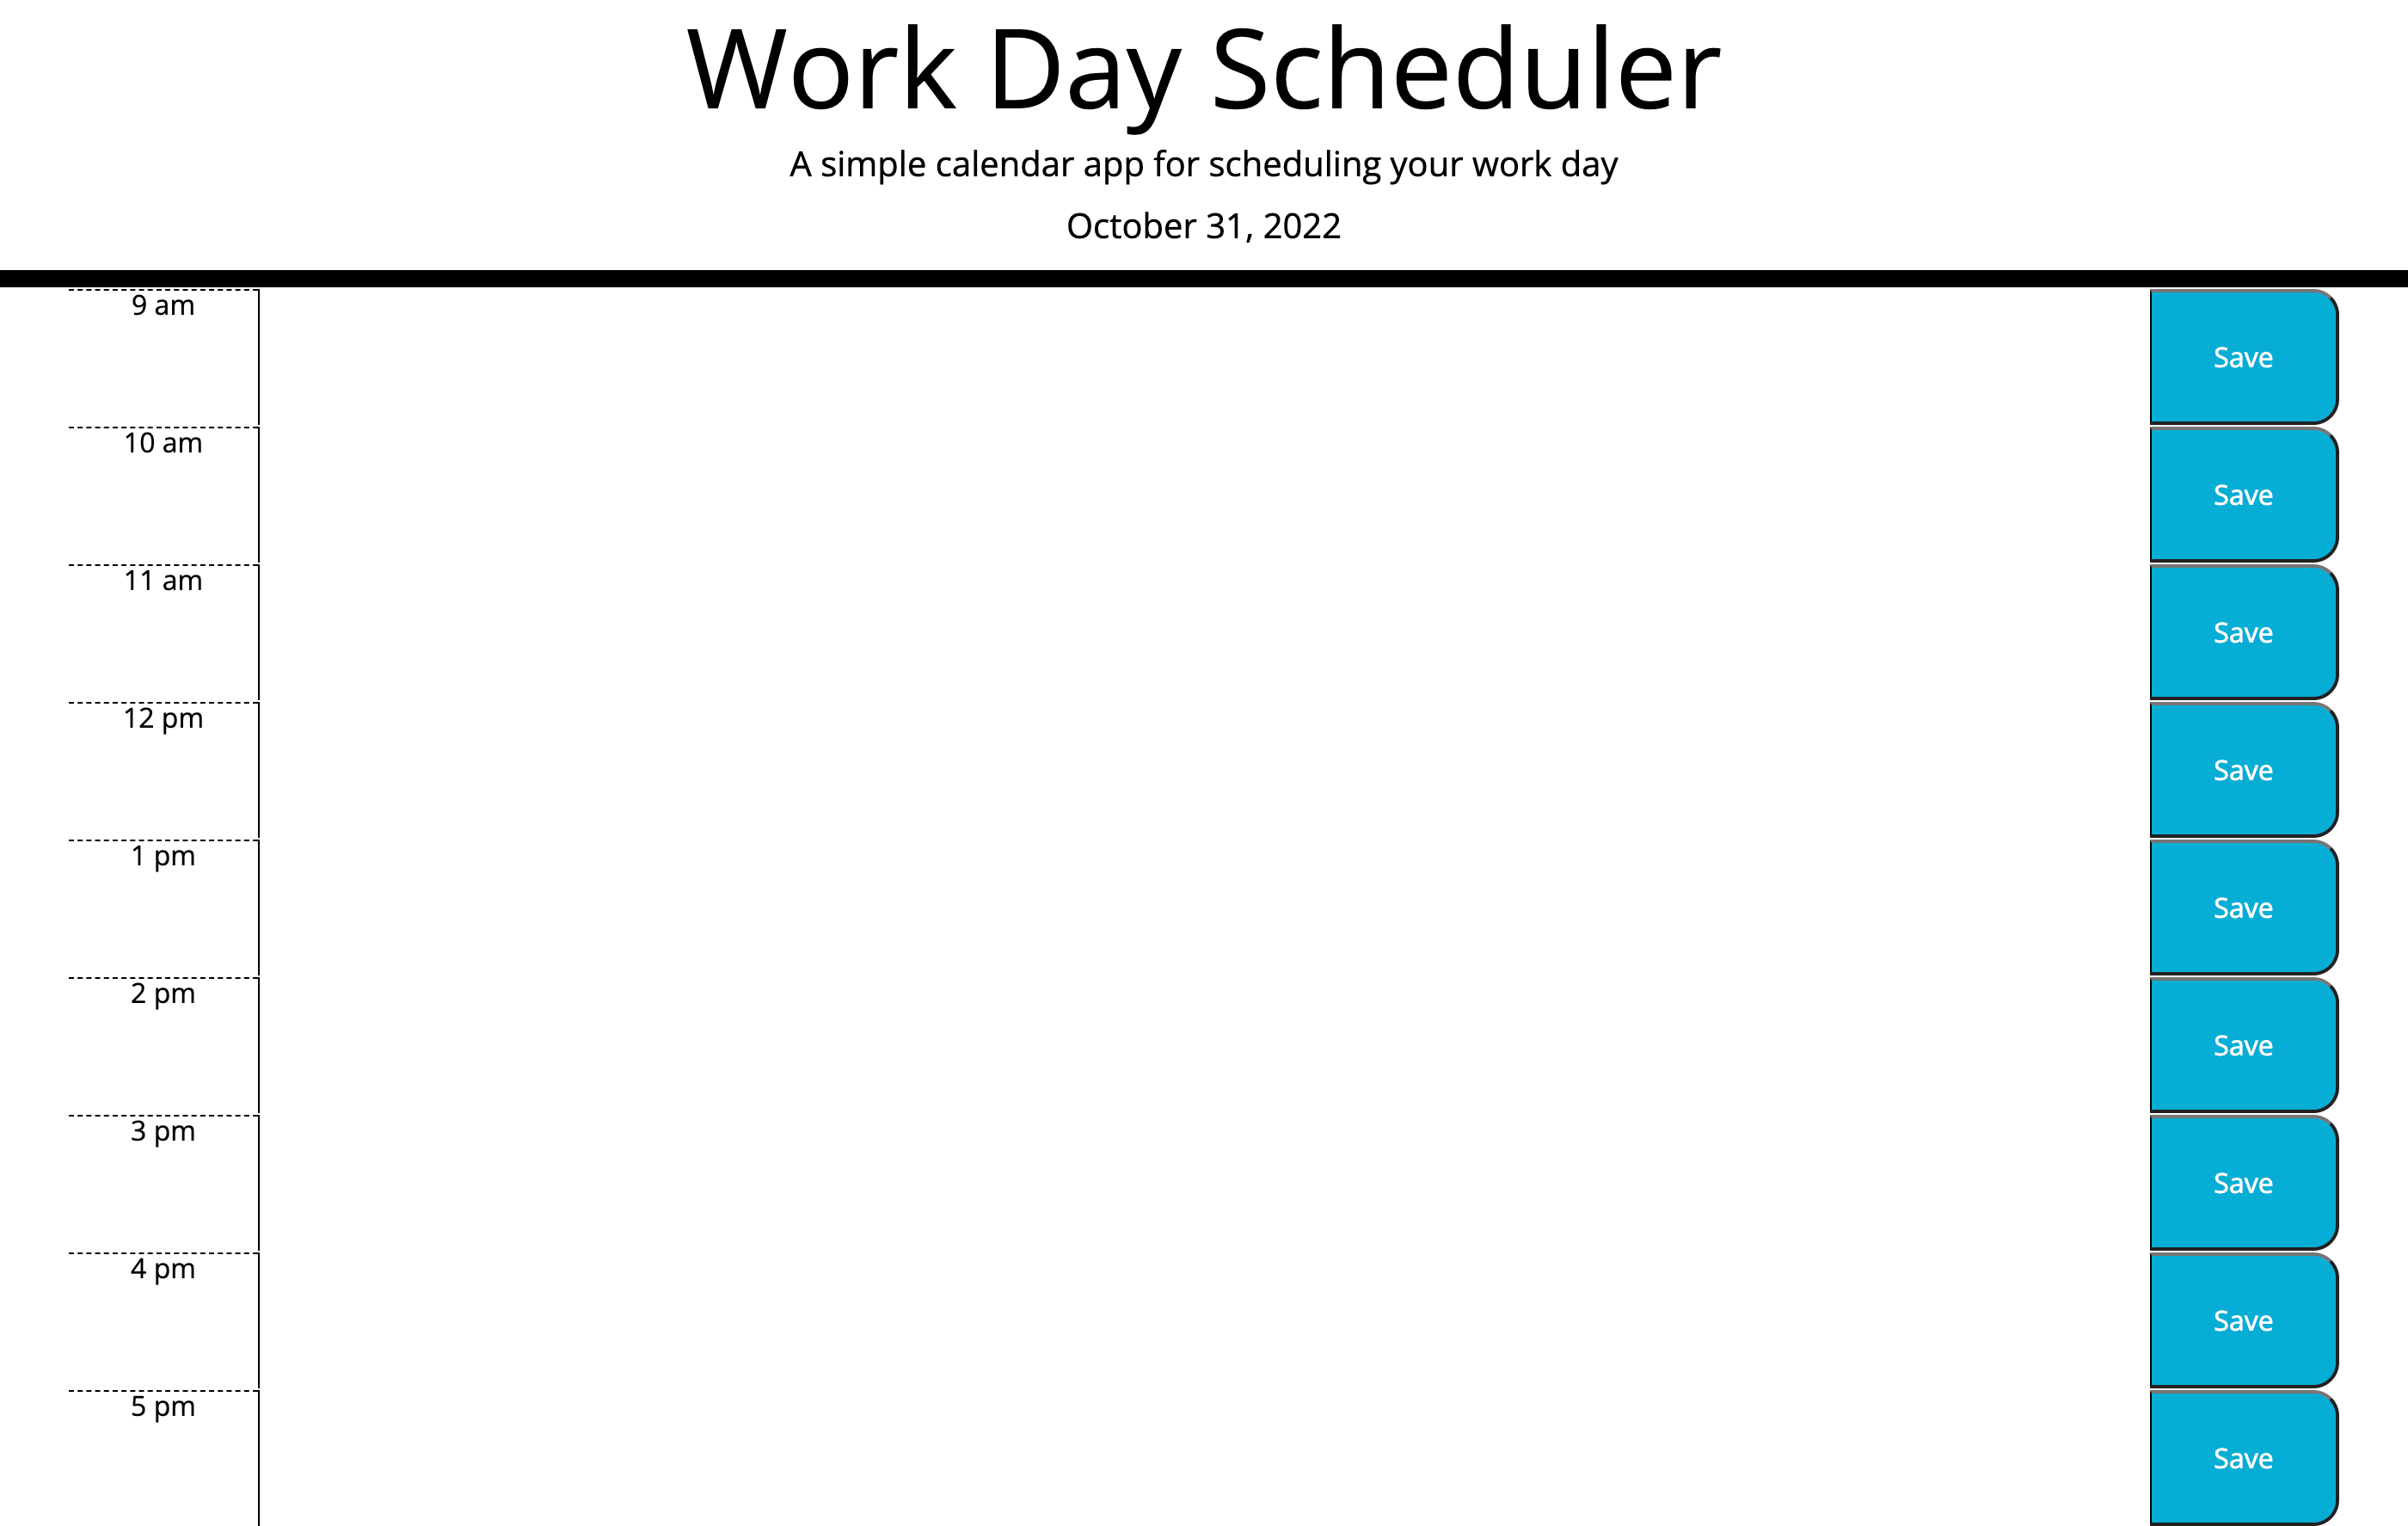 Work Day Scheduler
A simple calendar app for scheduling your work day
October 31, 2022
9 am
Save
10 am
Save
11 am
Save
12 pm
Save
1 pm
Save
2 pm
Save
3 pm
Save
4 pm
Save
5 pm
Save